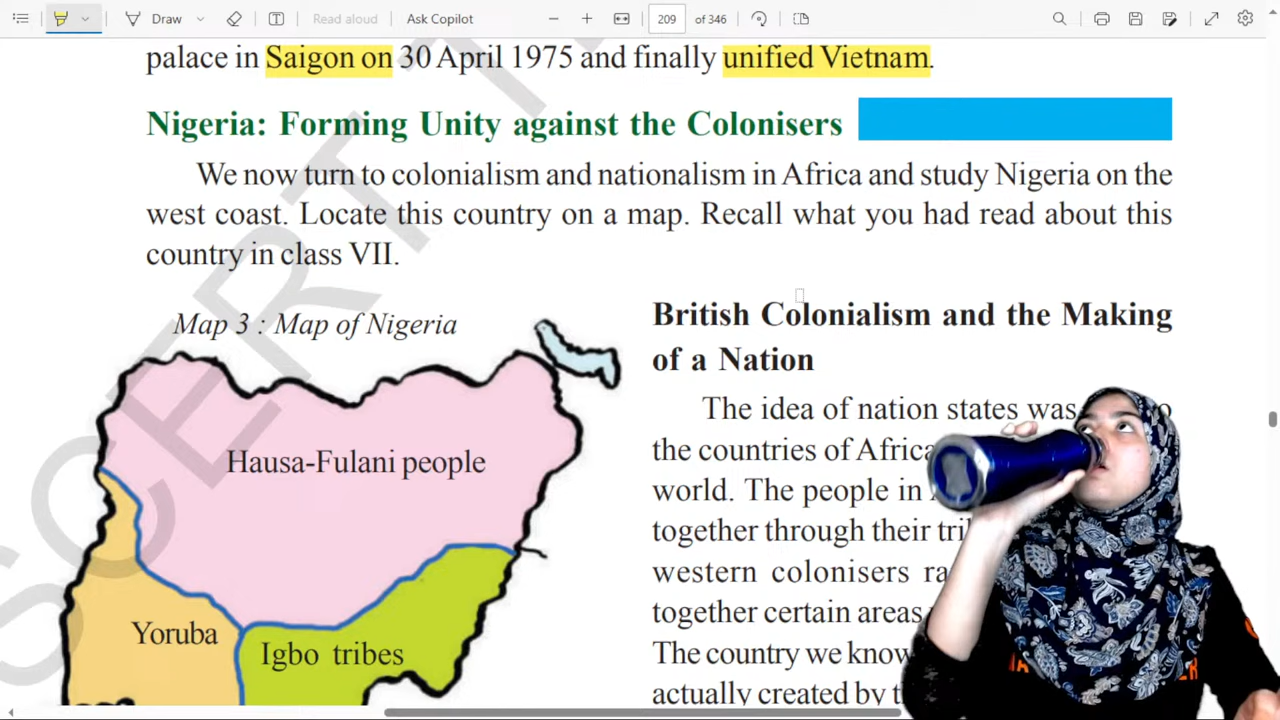 Draw
Read aloud
Ask Copilot
209 of 346
palace in Saigon on 30 April 1975 and finally unified Vietnam.
Nigeria: Forming Unity against the Colonisers
We now turn to colonialism and nationalism in Africa and study Nigeria on the
west coast. Locate this country on a map. Recall what you had read about this
country in class VII.
Map 3 : Map of Nigeria
Hausa-Fulani people
Yoruba
Igbo tribes
British Colonialism and the Making
of a Nation
The idea of nation states was
the countries of Africa
world. The people in
together through their
western colonisers
together certain areas
The country we know
actually created by
SCERT